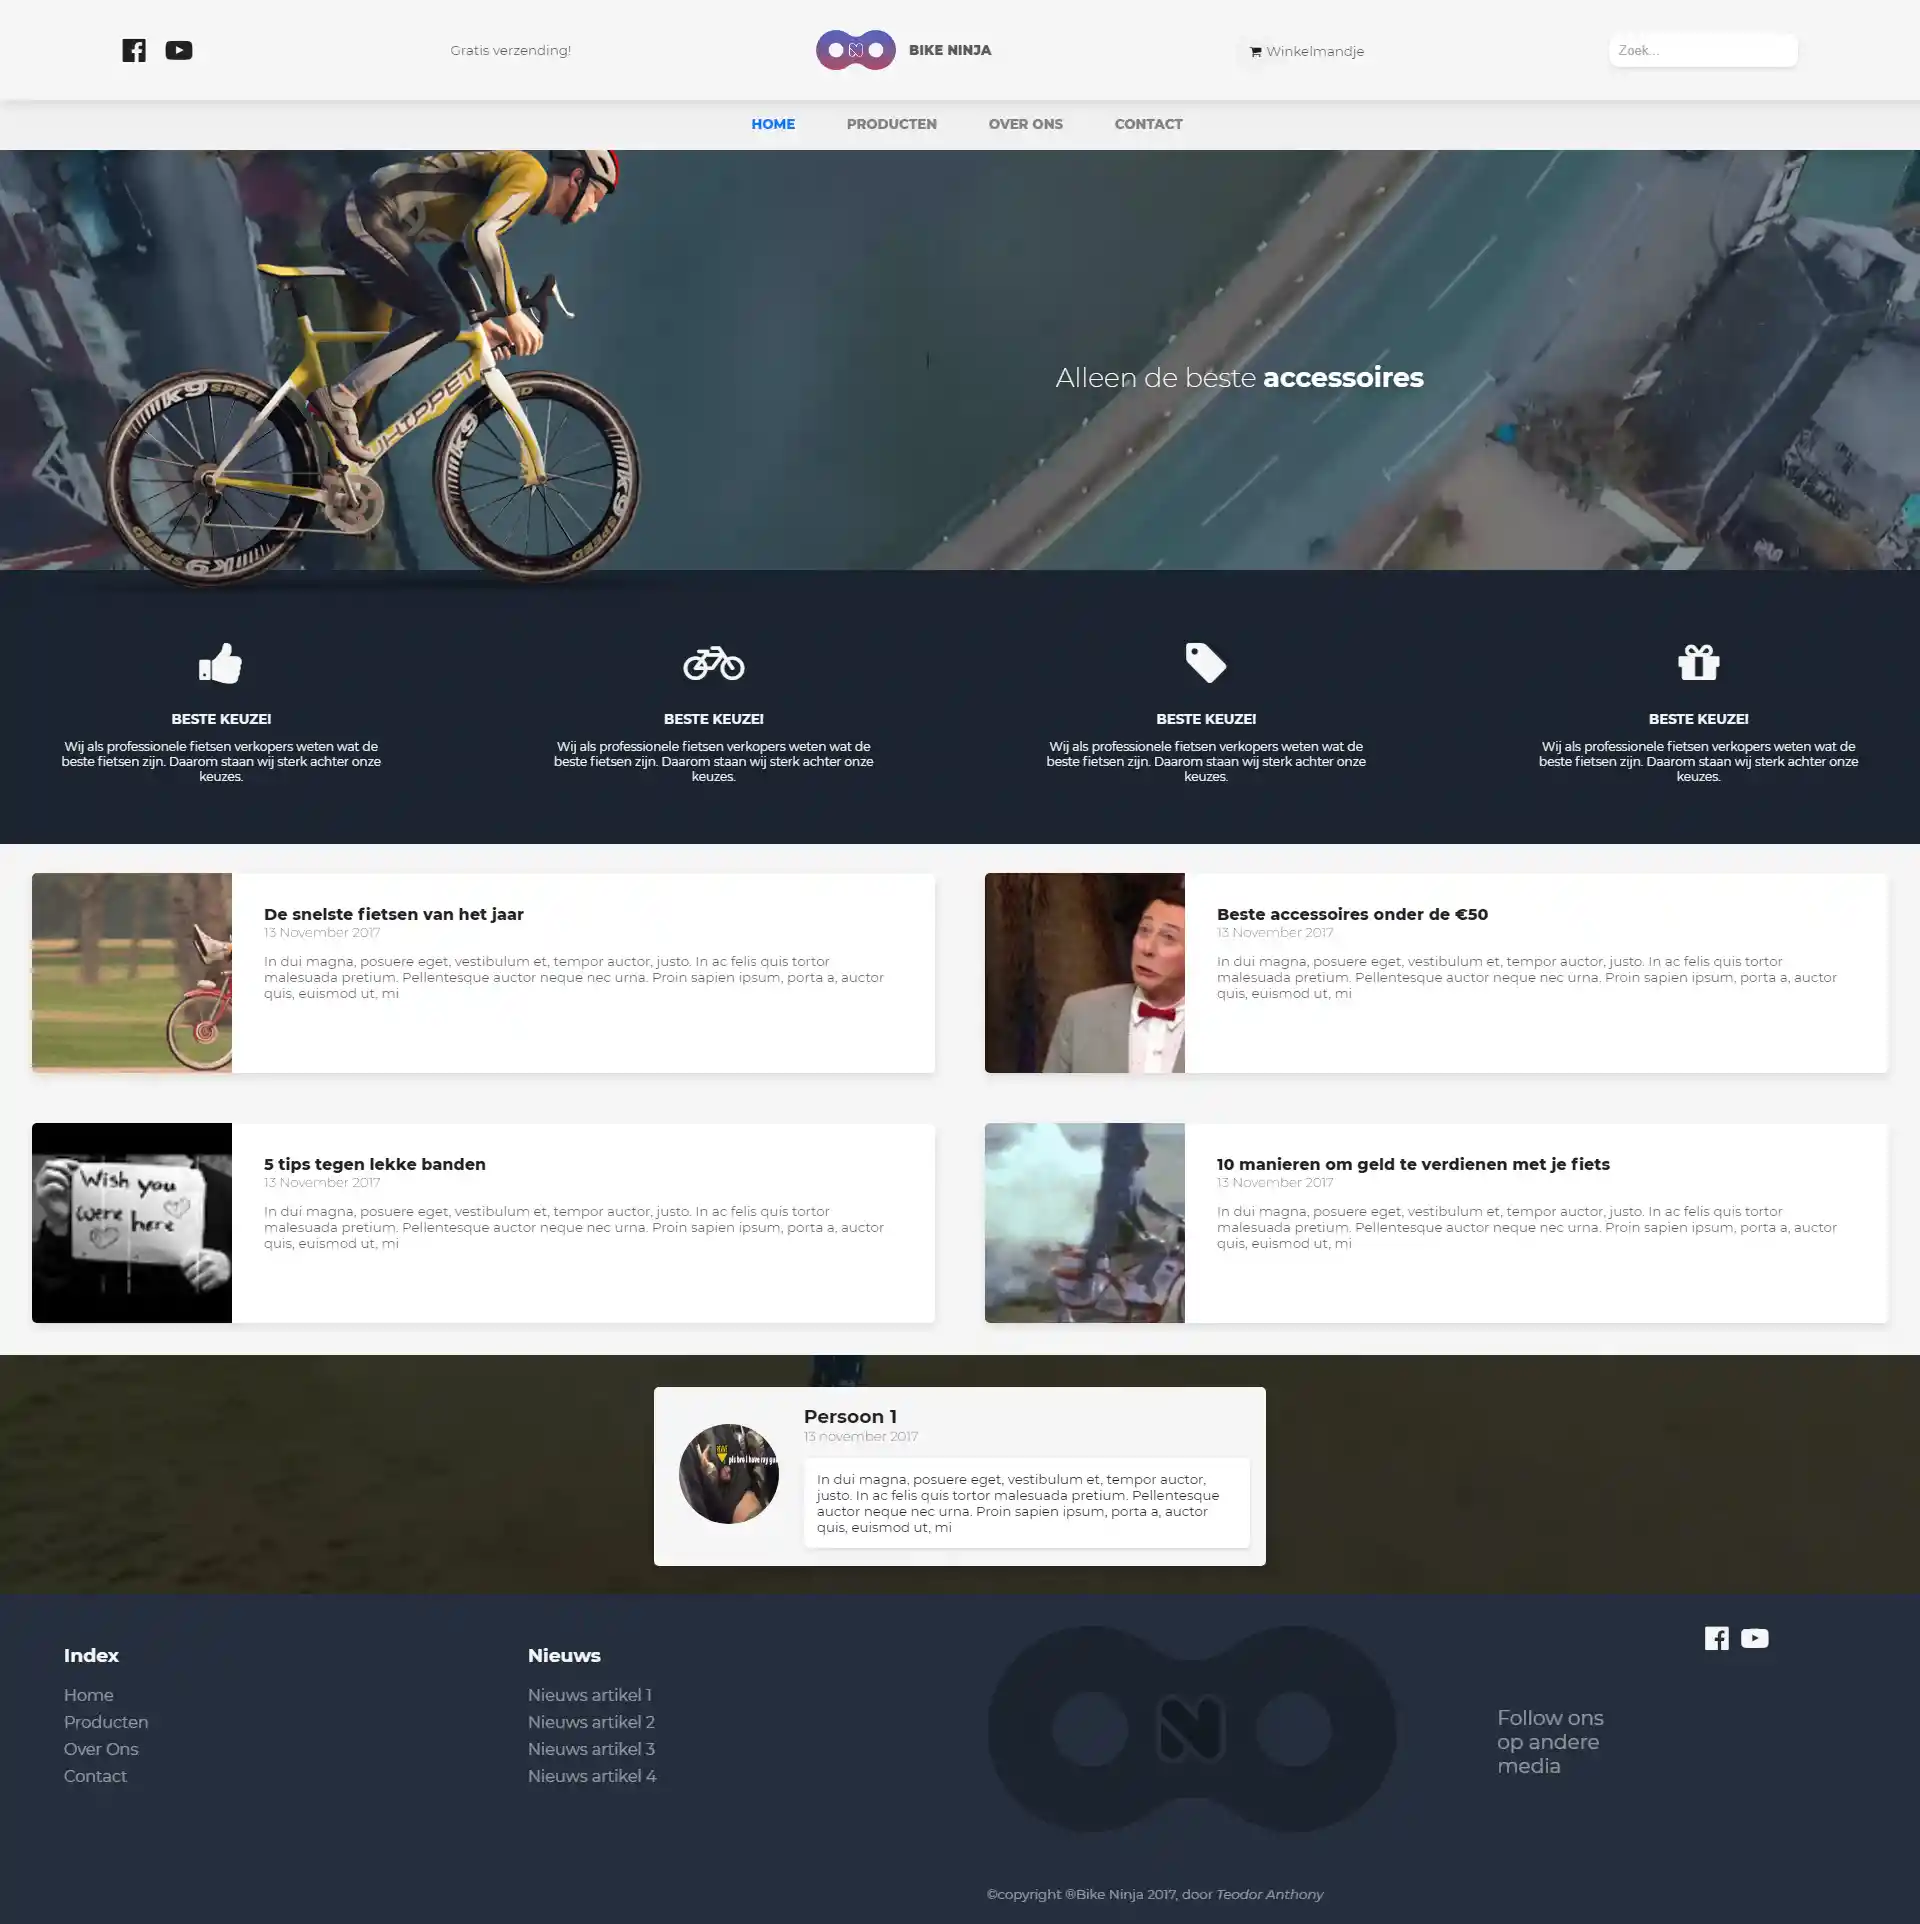 Gratis verzending!
BIKE NINJA
Winkelmandje
Zoek...
HOME
PRODUCTEN
OVER ONS
CONTACT
K9 SPEED
WHIPPET
K9 SPEED
K9 SPEED
K9 SPEED
Alleen de beste accessoires
BESTE KEUZE!
Wij als professionele fietsen verkopers weten wat de
beste fietsen zijn. Daarom staan wij sterk achter onze
keuzes.
BESTE KEUZE!
Wij als professionele fietsen verkopers weten wat de
beste fietsen zijn. Daarom staan wij sterk achter onze
keuzes.
BESTE KEUZE!
Wij als professionele fietsen verkopers weten wat de
beste fietsen zijn. Daarom staan wij sterk achter onze
keuzes.
BESTE KEUZE!
Wij als professionele fietsen verkopers weten wat de
beste fietsen zijn. Daarom staan wij sterk achter onze
keuzes.
De snelste fietsen van het jaar
13 November 2017
In dui magna, posuere eget, vestibulum et, tempor auctor, justo. In ac felis quis tortor
malesuada pretium. Pellentesque auctor neque nec urna. Proin sapien ipsum, porta a, auctor
quis, euismod ut, mi
Beste accessoires onder de €50
13 November 2017
In dui magna, posuere eget, vestibulum et, tempor auctor, justo. In ac felis quis tortor
malesuada pretium. Pellentesque auctor neque nec urna. Proin sapien ipsum, porta a, auctor
quis, euismod ut, mi
Wish you
were here
5 tips tegen lekke banden
13 November 2017
In dui magna, posuere eget, vestibulum et, tempor auctor, justo. In ac felis quis tortor
malesuada pretium. Pellentesque auctor neque nec urna. Proin sapien ipsum, porta a, auctor
quis, euismod ut, mi
10 manieren om geld te verdienen met je fiets
13 November 2017
In dui magna, posuere eget, vestibulum et, tempor auctor, justo. In ac felis quis tortor
malesuada pretium. Pellentesque auctor neque nec urna. Proin sapien ipsum, porta a, auctor
quis, euismod ut, mi
Persoon 1
13 november 2017
In dui magna, posuere eget, vestibulum et, tempor auctor,
justo. In ac felis quis tortor malesuada pretium. Pellentesque
auctor neque nec urna. Proin sapien ipsum, porta a, auctor
quis, euismod ut, mi
Index
Home
Producten
Over Ons
Contact
Nieuws
Nieuws artikel 1
Nieuws artikel 2
Nieuws artikel 3
Nieuws artikel 4
N
Follow ons
op andere
media
©copyright ®Bike Ninja 2017, door Teodor Anthony